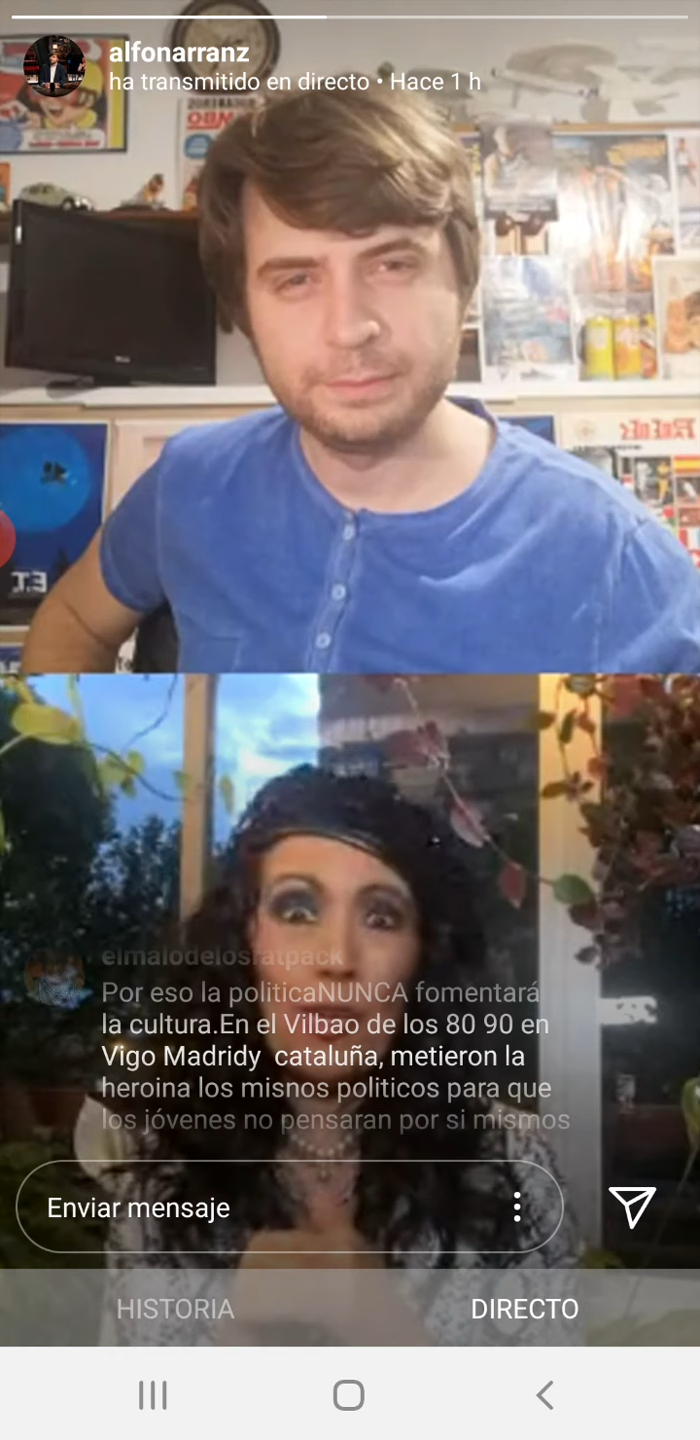 alfonarranz
ha transmitido en directo • Hace 1 h
E.T.
elmalodelosratpack
Por eso la politicaNUNCA fomentará
la cultura.En el Vilbao de los 80 90 en
Vigo Madridy cataluña, metieron la
heroina los misnos politicos para que
los jóvenes no pensaran por si mismos
Enviar mensaje
HISTORIA
DIRECTO